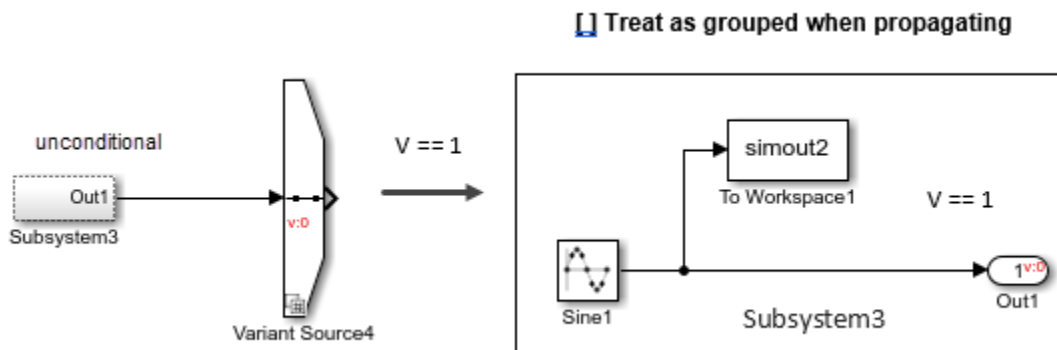 [ ] Treat as grouped when propagating
unconditional
Out1
Subsystem3
v:0
Variant Source4
V == 1
simout2
To Workspace1
V == 1
Sine1
1
v:0
Out1
Subsystem3